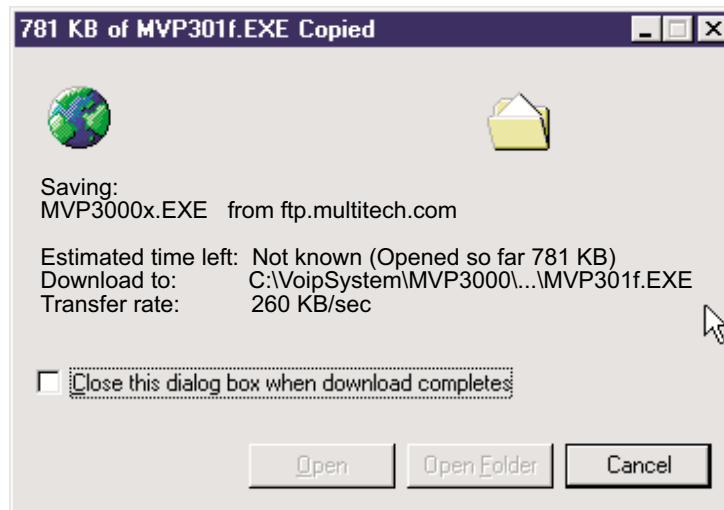 781 KB of MVP301f.EXE Copied
Saving:
MVP3000x.EXE from ftp.multitech.com
Estimated time left: Not known (Opened so far 781 KB)
Download to: C:\VoipSystem\MVP3000\...\MVP301f.EXE
Transfer rate: 260 KB/sec
Close this dialog box when download completes
Open Open Folder Cancel